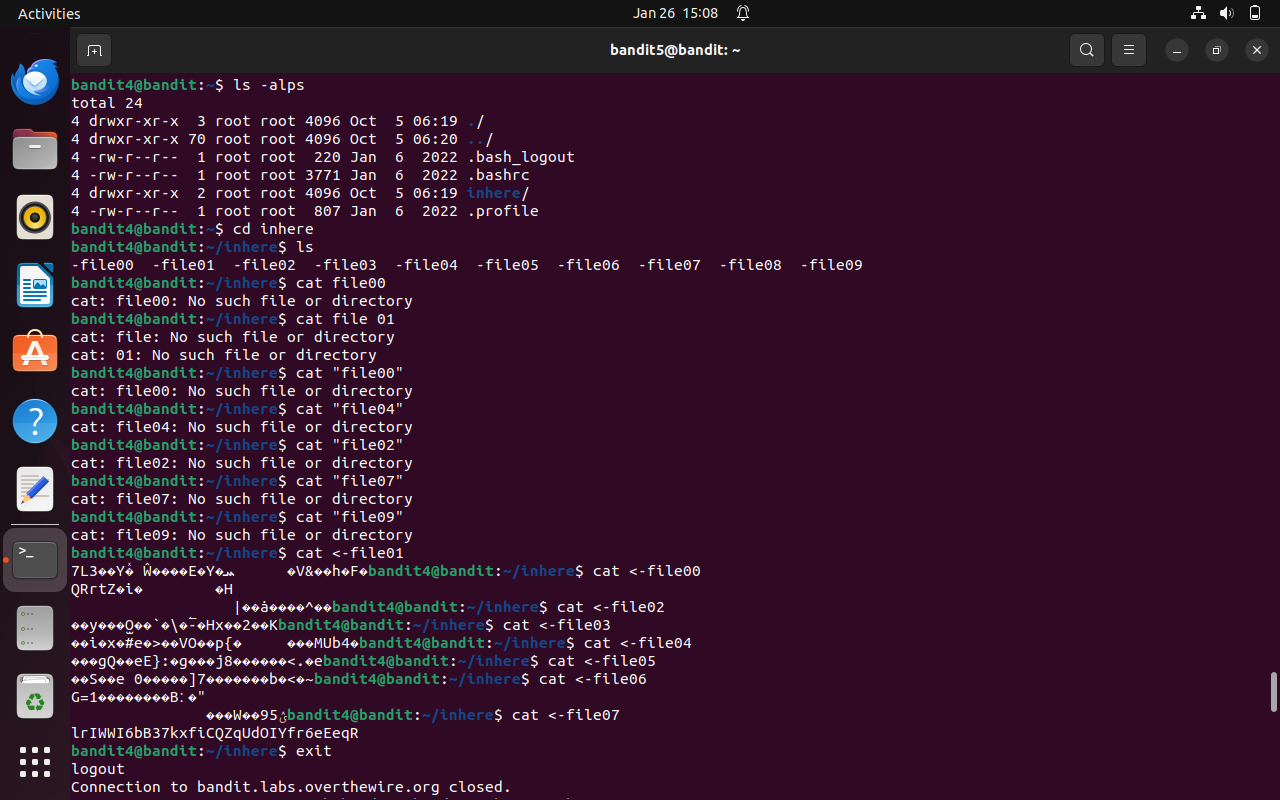 Activities
Jan 26 15:08
bandit5@bandit: ~
bandit4@bandit:~$ ls -alps
total 24
4 drwxr-xr-x  3 root root 4096 Oct  5 06:19 ./
4 drwxr-xr-x 70 root root 4096 Oct  5 06:20 ../
4 -rw-r--r--  1 root root  220 Jan  6  2022 .bash_logout
4 -rw-r--r--  1 root root 3771 Jan  6  2022 .bashrc
4 drwxr-xr-x  2 root root 4096 Oct  5 06:19 inhere/
4 -rw-r--r--  1 root root  807 Jan  6  2022 .profile
bandit4@bandit:~$ cd inhere
bandit4@bandit:~/inhere$ ls
-file00  -file01  -file02  -file03  -file04  -file05  -file06  -file07  -file08  -file09
bandit4@bandit:~/inhere$ cat file00
cat: file00: No such file or directory
bandit4@bandit:~/inhere$ cat file 01
cat: file: No such file or directory
cat: 01: No such file or directory
bandit4@bandit:~/inhere$ cat "file00"
cat: file00: No such file or directory
bandit4@bandit:~/inhere$ cat "file04"
cat: file04: No such file or directory
bandit4@bandit:~/inhere$ cat "file02"
cat: file02: No such file or directory
bandit4@bandit:~/inhere$ cat "file07"
cat: file07: No such file or directory
bandit4@bandit:~/inhere$ cat "file09"
cat: file09: No such file or directory
bandit4@bandit:~/inhere$ cat <-file01
7L3��Y� Ŵ����E�Y� �V&��h�F�bandit4@bandit:~/inhere$ cat <-file00
QRrtZ�i� �H
|��ȧ����^��bandit4@bandit:~/inhere$ cat <-file02
��y���O��`�\�~�Hx��2��Kbandit4@bandit:~/inhere$ cat <-file03
��i�x�#e�>��VO��p{� ���MUb4�bandit4@bandit:~/inhere$ cat <-file04
���gQ��eE}:�g���j8������<.�ebandit4@bandit:~/inhere$ cat <-file05
��S��e 0�����]7�������b�<�~bandit4@bandit:~/inhere$ cat <-file06
G=1��������B:�"
���W��95bandit4@bandit:~/inhere$ cat <-file07
lrIWWI6bB37kxfiCQZqUdOIYfr6eEeqR
bandit4@bandit:~/inhere$ exit
logout
Connection to bandit.labs.overthewire.org closed.